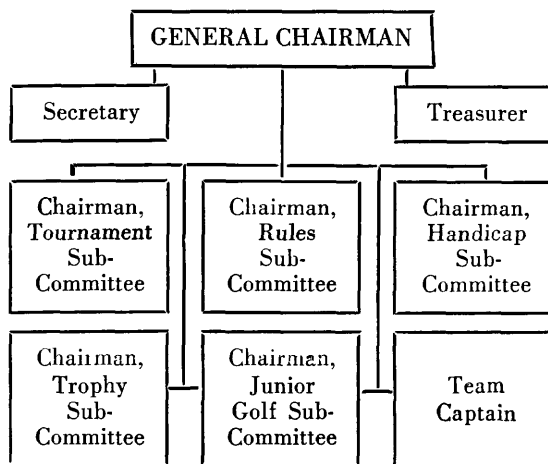 GENERAL CHAIRMAN
Secretary
Treasurer
Chairman,
Tournament
Sub-
Committee
Chairman,
Rules
Sub-
Committee
Chairman,
Handicap
Sub-
Committee
Chairman,
Trophy
Sub-
Committee
Chairman,
Junior
Golf Sub-
Committee
Team
Captain